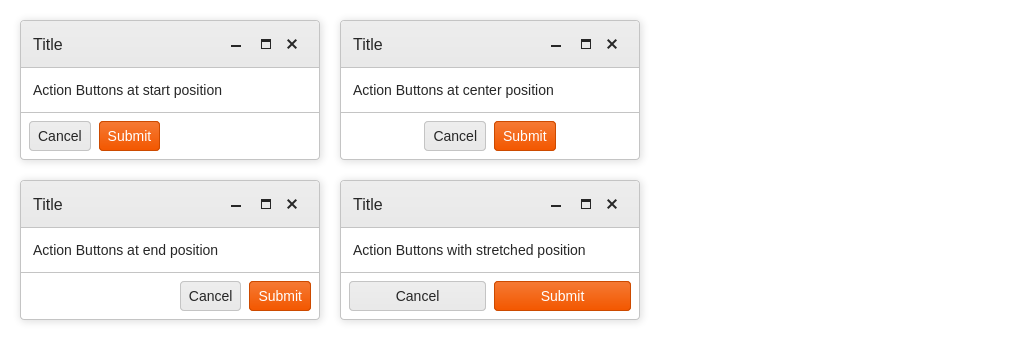 Title
Action Buttons at start position
Cancel Submit
Title
Action Buttons at center position
Cancel Submit
Title
Action Buttons at end position
Cancel Submit
Title
Action Buttons with stretched position
Cancel Submit